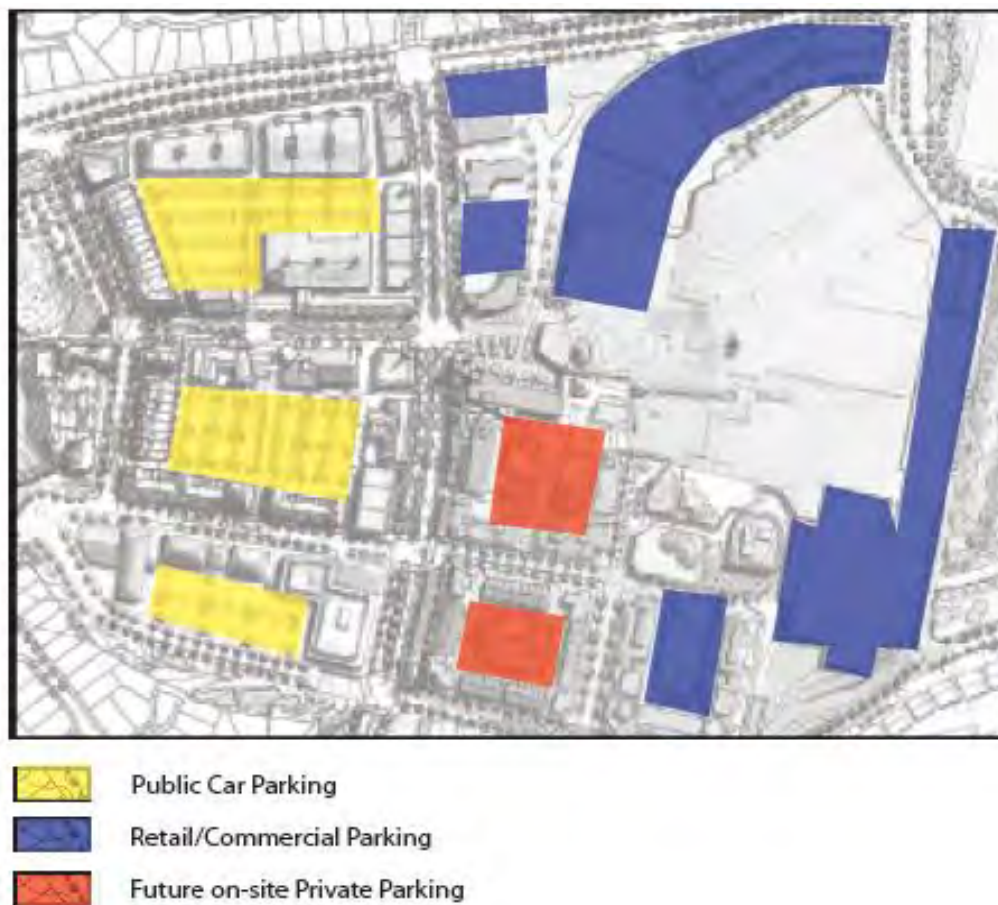 Public Car Parking
Retail/Commercial Parking
Future on-site Private Parking